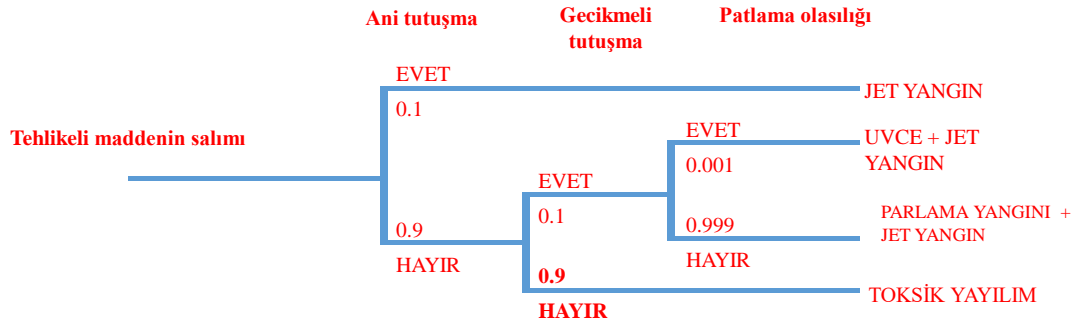 Ani tutuşma
Gecikmeli
tutuşma
Patlama olasılığı
EVET
0.1
JET YANGIN
Tehlikeli maddenin salımı
EVET
0.001
UVCE + JET
YANGIN
EVET
0.1
0.9
HAYIR
0.999
HAYIR
PARLAMA YANGINI +
JET YANGIN
0.9
HAYIR
TOKSİK YAYILIM